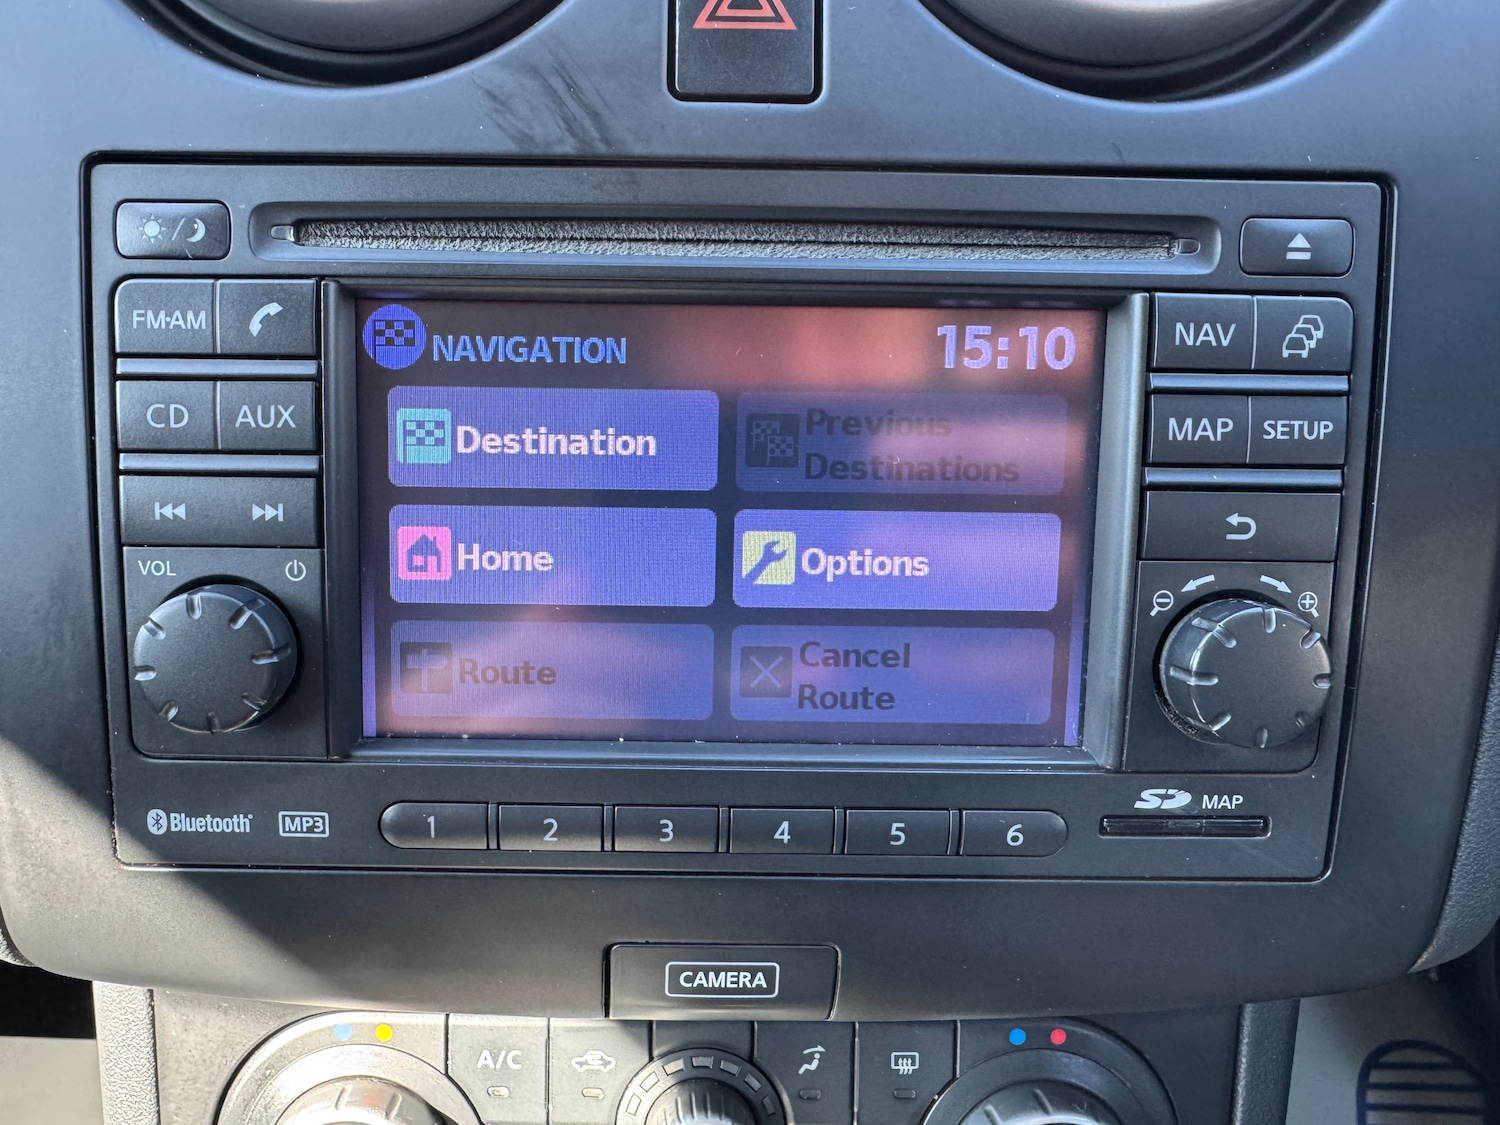 FM·AM
CD
AUX
VOL
NAVIGATION
15:10
Destination
Previous
Destinations
Home
Options
Route
Cancel
Route
NAV
MAP
SETUP
Bluetooth®
MP3
1
2
3
4
5
6
SD
MAP
CAMERA
A/C